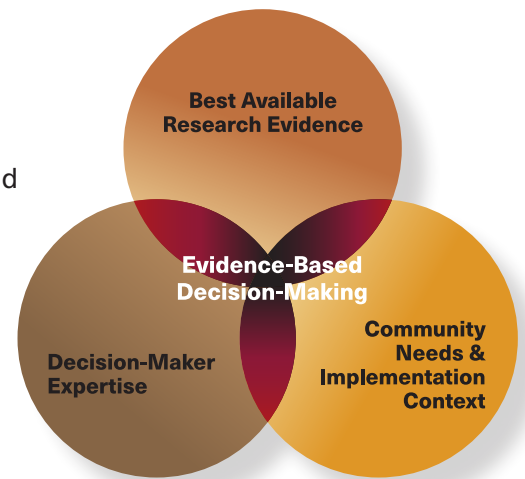 Best Available
Research Evidence
d
Evidence-Based
Decision-Making
Decision-Maker
Expertise
Community
Needs &
Implementation
Context